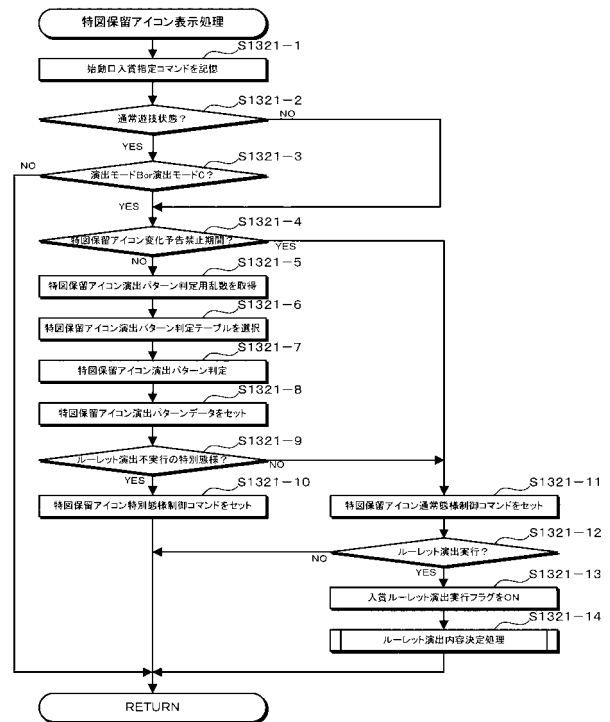 特図保留アイコン表示処理
S1321-1
始動口入賞指定コマンドを記憶
S1321-2
通常遊技状態？
NO
YES
S1321-3
NO
演出モードBor演出モードC？
YES
S1321-4
特図保留アイコン変化予告禁止期間？
YES
NO
S1321-5
特図保留アイコン演出パターン判定用乱数を取得
S1321-6
特図保留アイコン演出パターン判定テーブルを選択
S1321-7
特図保留アイコン演出パターン判定
S1321-8
特図保留アイコン演出パターンデータをセット
S1321-9
ルーレット演出不実行の特別態様？
NO
YES
S1321-10
特図保留アイコン特別態様制御コマンドをセット
S1321-11
特図保留アイコン通常態様制御コマンドをセット
S1321-12
ルーレット演出実行？
NO
YES
S1321-13
入賞ルーレット演出実行フラグをON
S1321-14
ルーレット演出内容決定処理
RETURN